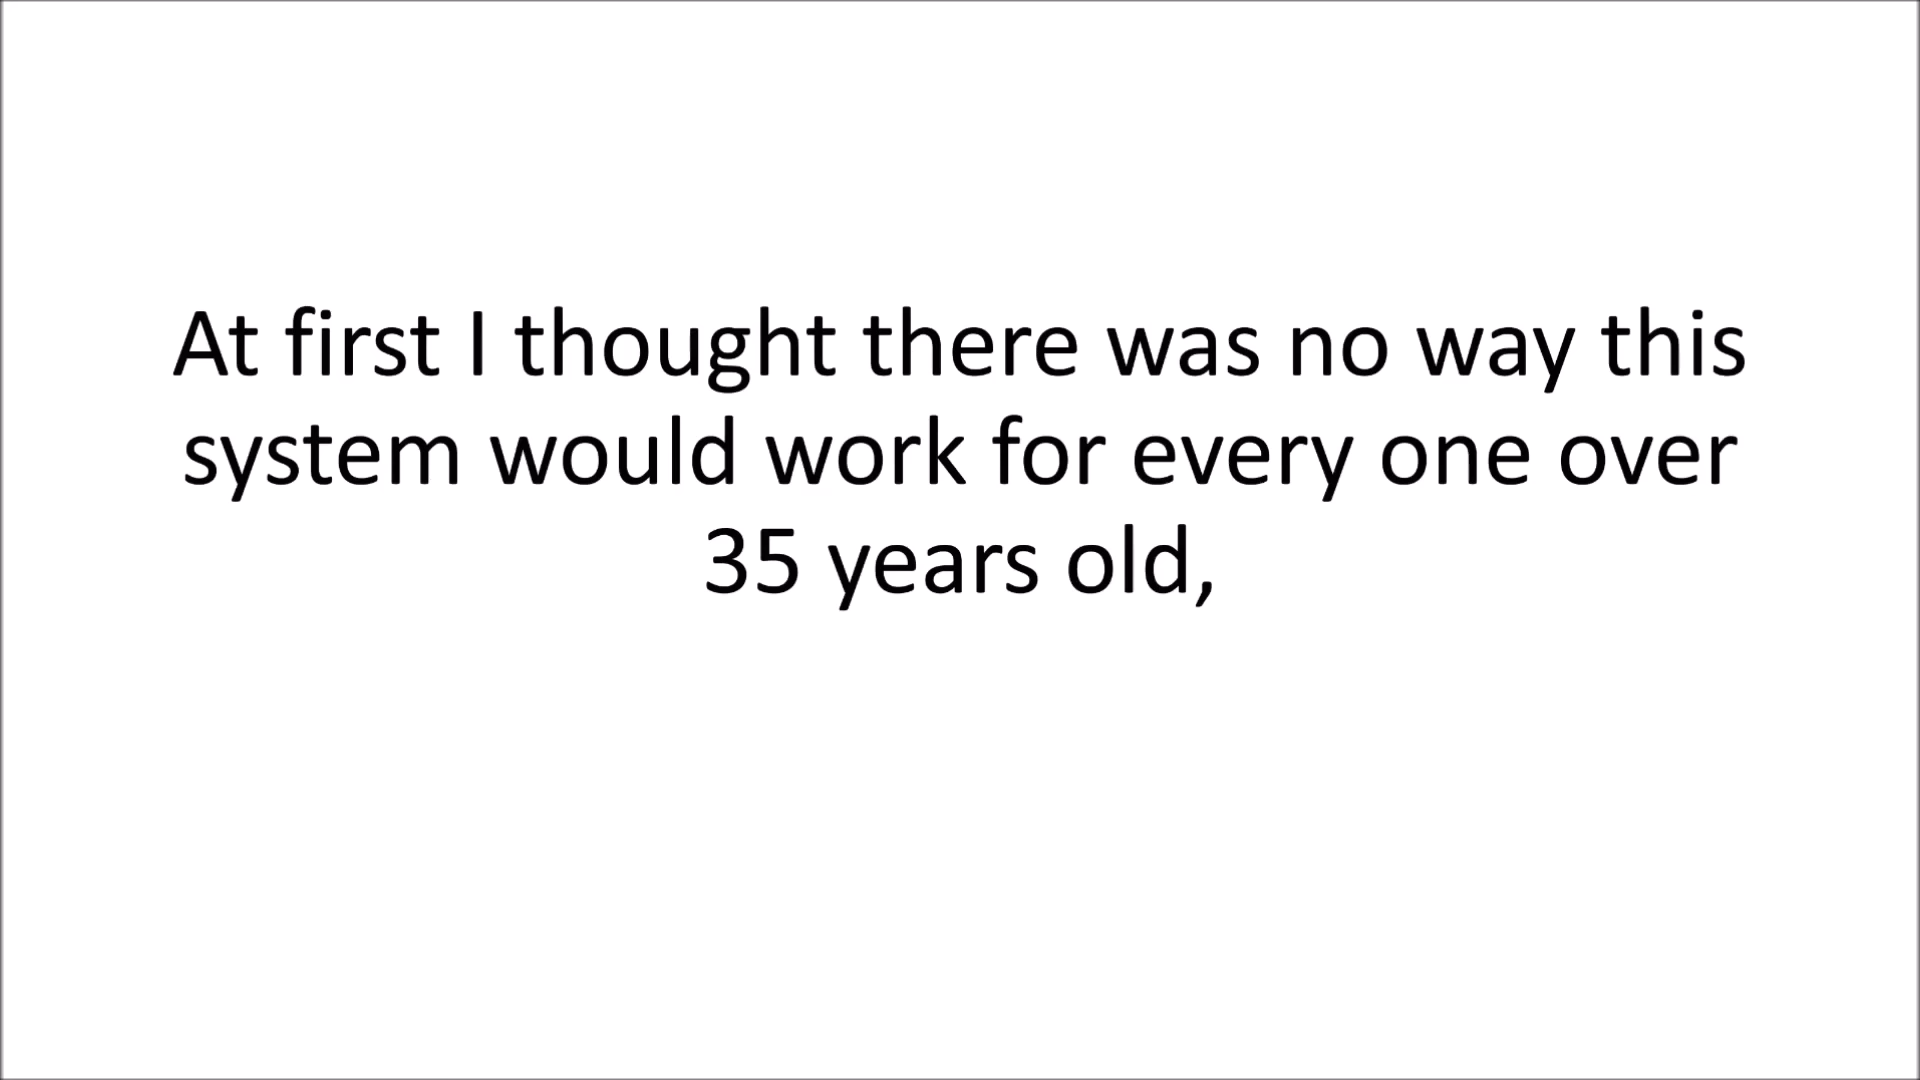 At first I thought there was no way this
system would work for every one over
35 years old,